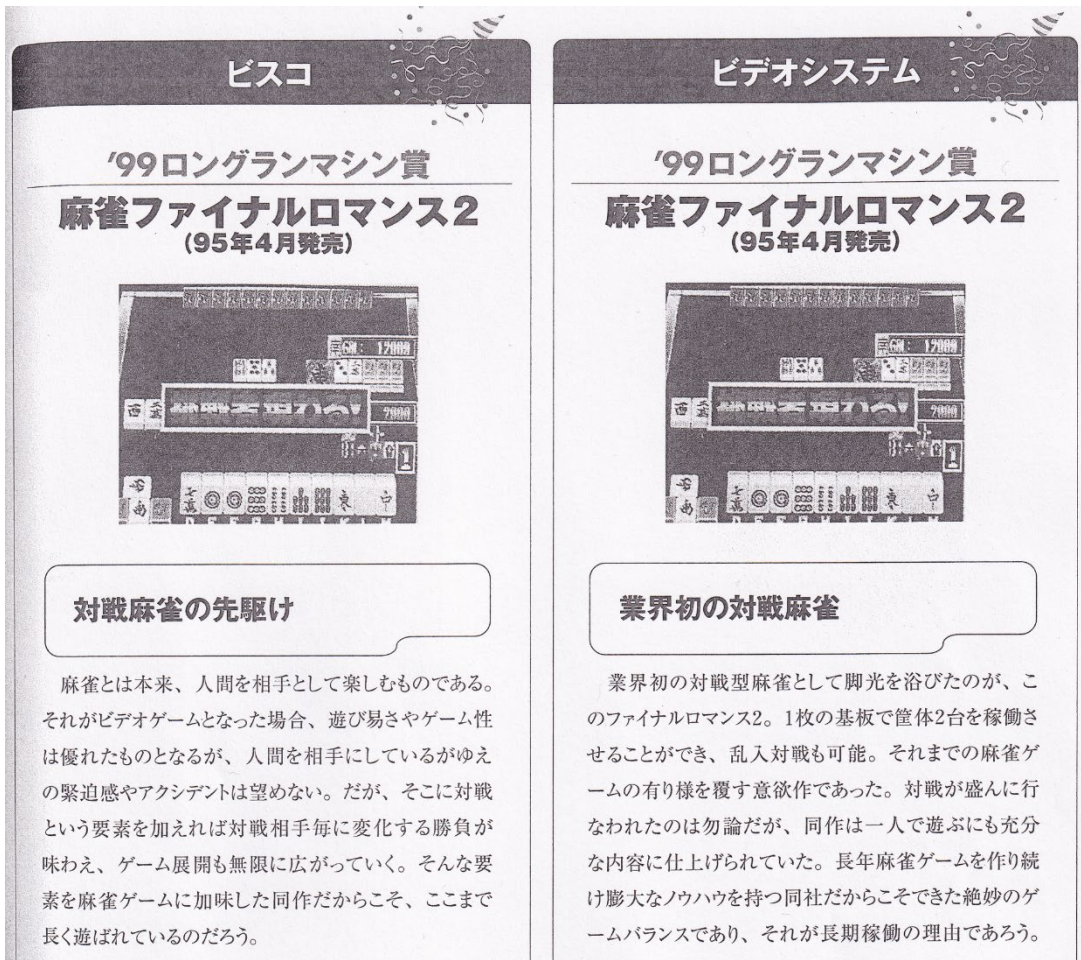 ビスコ
'99ロングランマシン賞
麻雀ファイナルロマンス2
(95年4月発売)
対戦麻雀の先駆け
麻雀とは本来、人間を相手として楽しむものである。
それがビデオゲームとなった場合、遊び易さやゲーム性
は優れたものとなるが、人間を相手にしているがゆえ
の緊迫感やアクシデントは望めない。だが、そこに対戦
という要素を加えれば対戦相手毎に変化する勝負が
味わえ、ゲーム展開も無限に広がっていく。そんな要
素を麻雀ゲームに加味した同作だからこそ、ここまで
長く遊ばれているのだろう。
ビデオシステム
'99ロングランマシン賞
麻雀ファイナルロマンス2
(95年4月発売)
業界初の対戦麻雀
業界初の対戦型麻雀として脚光を浴びたのが、こ
のファイナルロマンス2。1枚の基板で筐体2台を稼働さ
せることができ、乱入対戦も可能。それまでの麻雀ゲ
ームの有り様を覆す意欲作であった。対戦が盛んに行
なわれたのは勿論だが、同作は一人で遊ぶにも充分
な内容に仕上げられていた。長年麻雀ゲームを作り続
け膨大なノウハウを持つ同社だからこそできた絶妙のゲ
ームバランスであり、それが長期稼働の理由であろう。